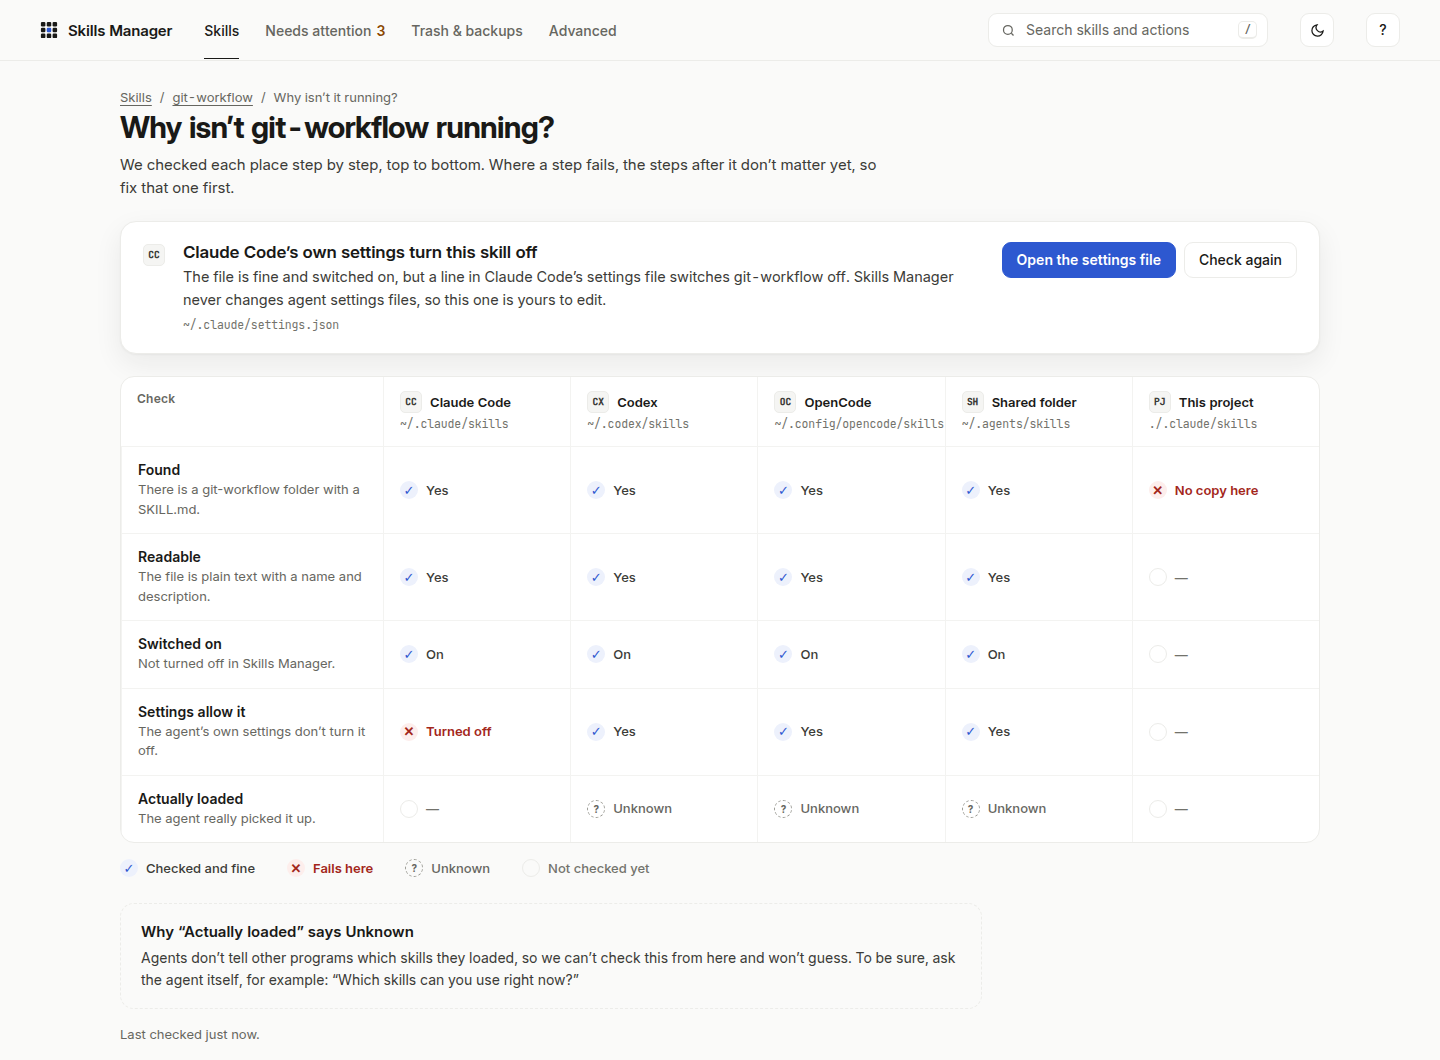 Skills Manager
Skills
Needs attention 3
Trash & backups
Advanced
Search skills and actions
/
?
Skills / git-workflow / Why isn’t it running?
Why isn’t git-workflow running?
We checked each place step by step, top to bottom. Where a step fails, the steps after it don’t matter yet, so
fix that one first.
CC
Claude Code’s own settings turn this skill off
The file is fine and switched on, but a line in Claude Code’s settings file switches git-workflow off. Skills Manager
never changes agent settings files, so this one is yours to edit.
~/.claude/settings.json
Open the settings file
Check again
Check
CC Claude Code
~/.claude/skills
CX Codex
~/.codex/skills
OC OpenCode
~/.config/opencode/skills
SH Shared folder
~/.agents/skills
PJ This project
./.claude/skills
Found
There is a git-workflow folder with a
SKILL.md.
✓ Yes
✓ Yes
✓ Yes
✓ Yes
✕ No copy here
Readable
The file is plain text with a name and
description.
✓ Yes
✓ Yes
✓ Yes
✓ Yes
—
Switched on
Not turned off in Skills Manager.
✓ On
✓ On
✓ On
✓ On
—
Settings allow it
The agent’s own settings don’t turn it
off.
✕ Turned off
✓ Yes
✓ Yes
✓ Yes
—
Actually loaded
The agent really picked it up.
—
? Unknown
? Unknown
? Unknown
—
✓ Checked and fine
✕ Fails here
? Unknown
Not checked yet
Why “Actually loaded” says Unknown
Agents don’t tell other programs which skills they loaded, so we can’t check this from here and won’t guess. To be sure, ask
the agent itself, for example: “Which skills can you use right now?”
Last checked just now.